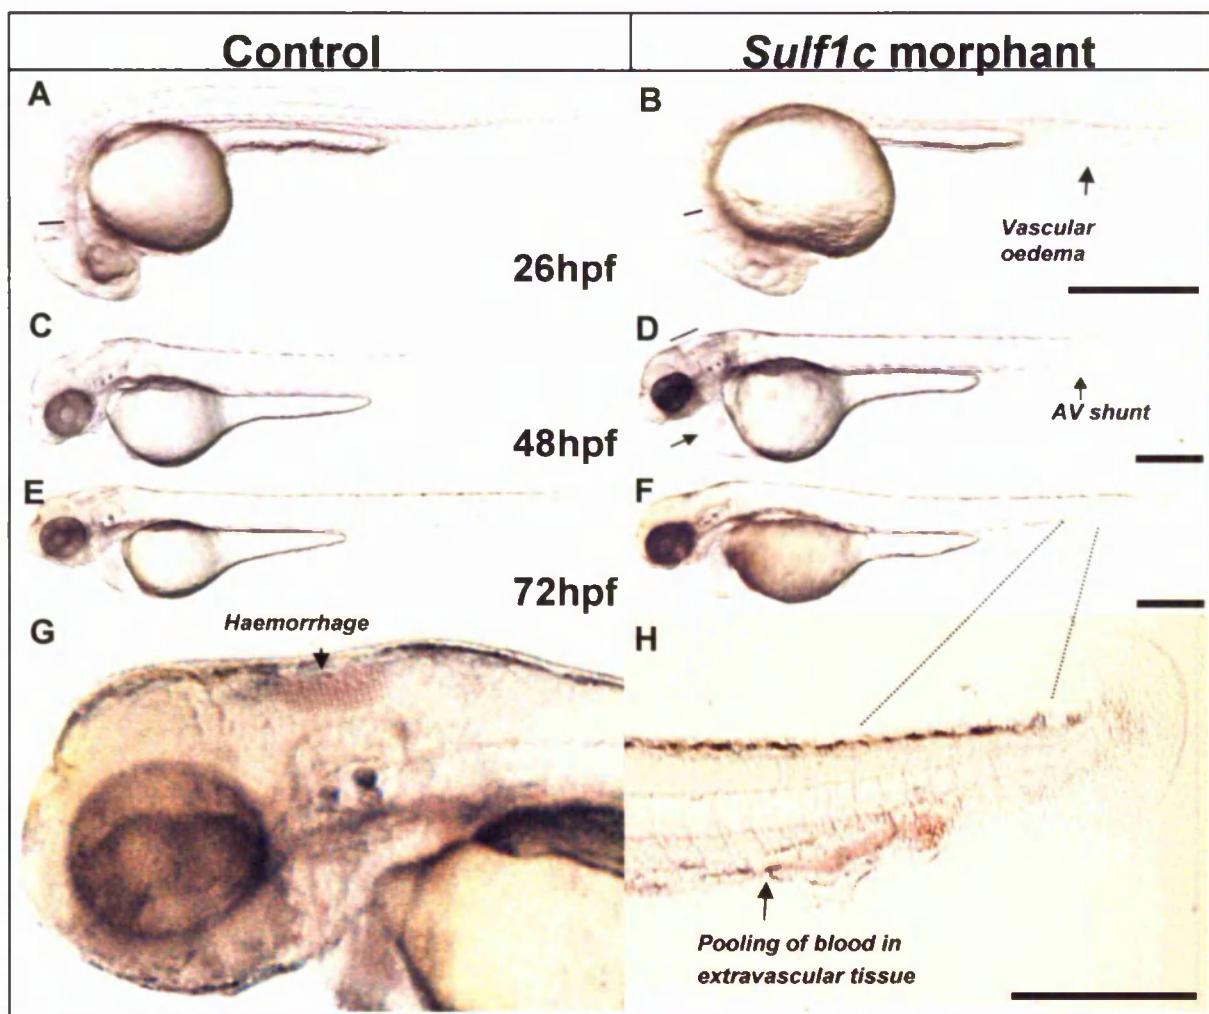 Control
Sulf1c morphant
A
B
Vascular
oedema
26hpf
C
D
AV shunt
48hpf
E
F
72hpf
G
Haemorrhage
H
Pooling of blood in
extravascular tissue